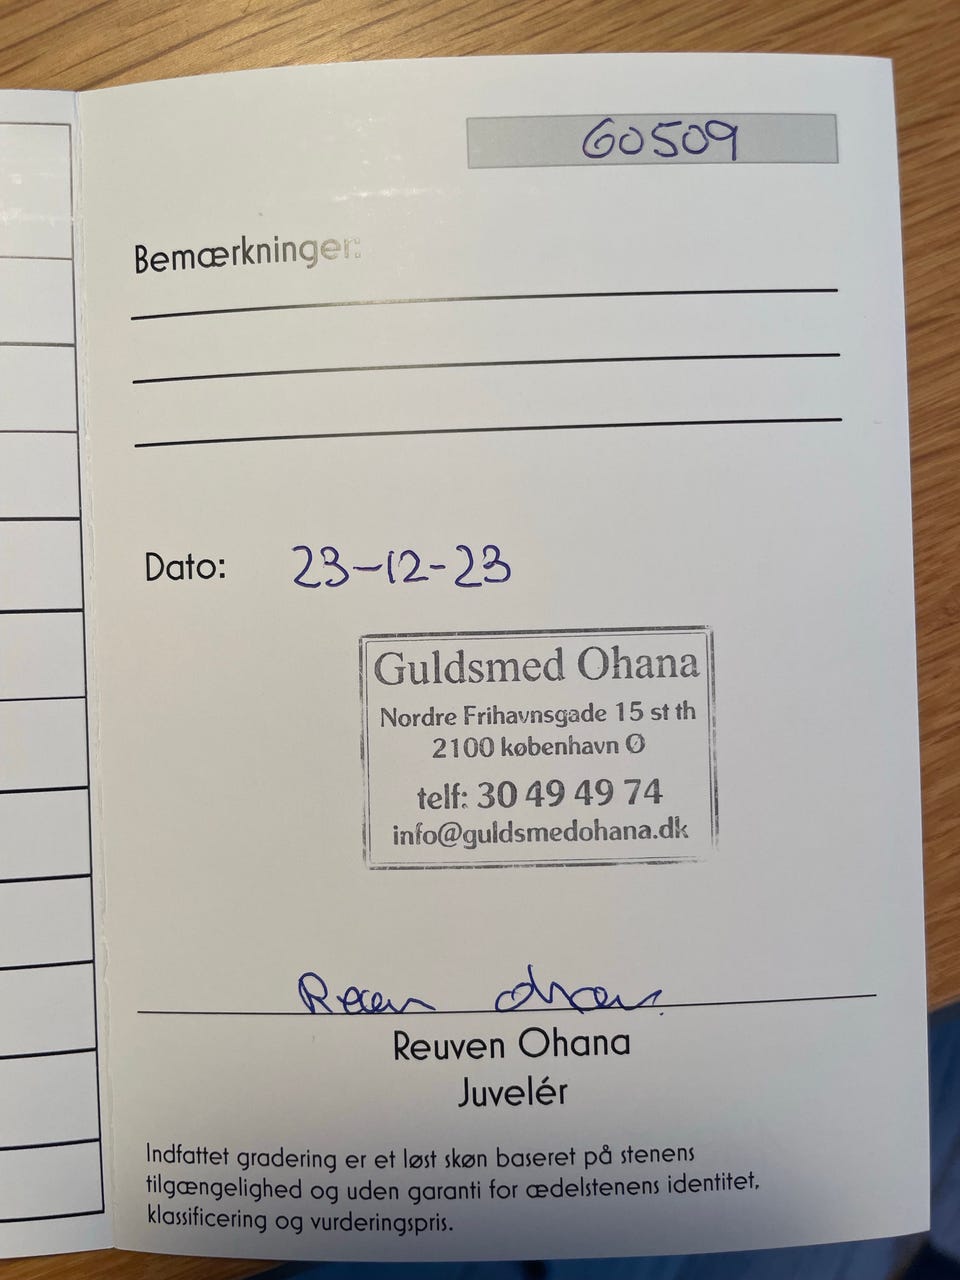 60509
Bemærkninger:
Dato: 23-12-23
Guldsmed Ohana
Nordre Frihavnsgade 15 st th
2100 københavn Ø
telf: 30 49 49 74
info@guldsmedohana.dk
Reuven Ohana
Juvelér
Indfattet gradering er et løst skøn baseret på stenens
tilgængelighed og uden garanti for ædelstenens identitet,
klassificering og vurderingspris.